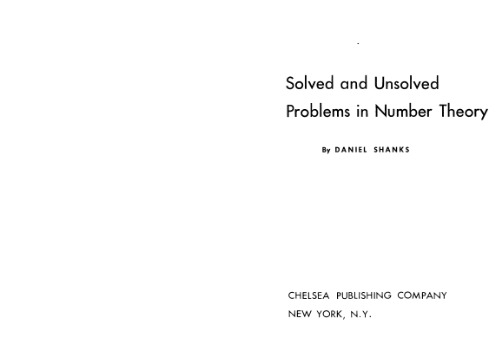 Solved and Unsolved
Problems in Number Theory
By DANIEL SHANKS
CHELSEA PUBLISHING COMPANY
NEW YORK, N.Y.